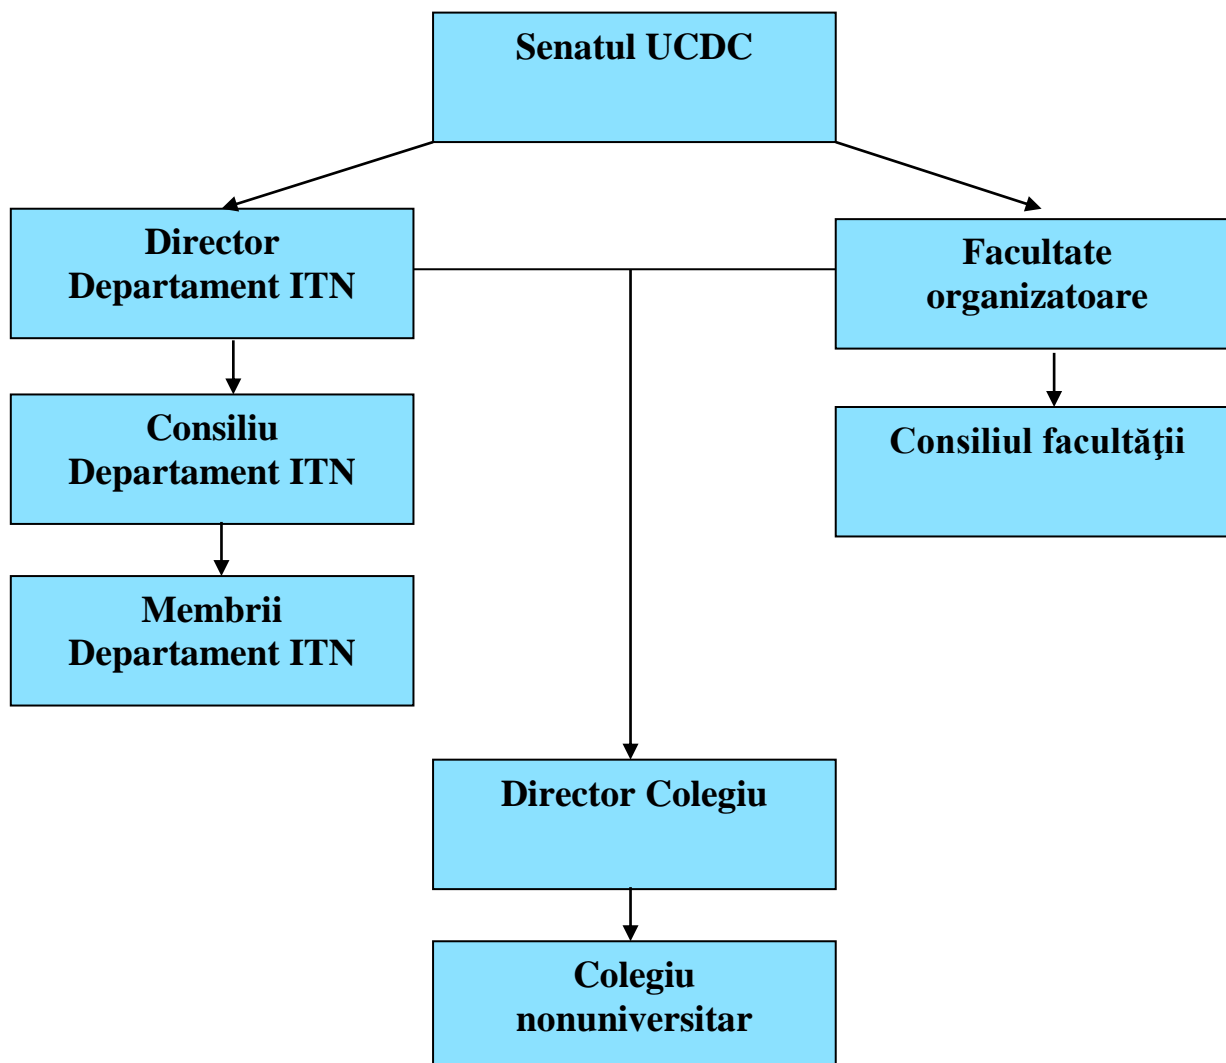 Senatul UCDC
Director
Departament ITN
Facultate
organizatoare
Consiliu
Departament ITN
Consiliul facultăţii
Membrii
Departament ITN
Director Colegiu
Colegiu
nonuniversitar